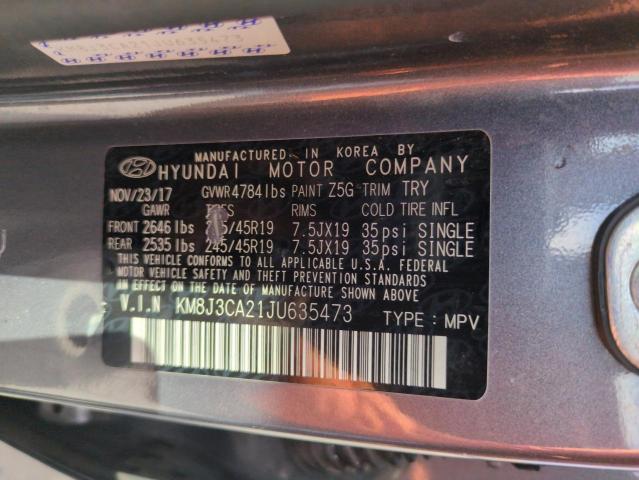 MANUFACTURED IN KOREA BY
HYUNDAI MOTOR COMPANY
NOV/23/17 GVWR4784lbs PAINT Z5G TRIM TRY
GAWR RIMS COLD TIRE INFL
FRONT 2646lbs /45R19 7.5JX19 35psi SINGLE
REAR 2535lbs 245/45R19 7.5JX19 35psi SINGLE
THIS VEHICLE CONFORMS TO ALL APPLICABLE U.S.A. FEDERAL
MOTOR VEHICLE SAFETY AND THEFT PREVENTION STANDARDS
IN EFFECT ON THE DATE OF MANUFACTURE SHOWN ABOVE.
V.I.N KM8J3CA21JU635473 TYPE : MPV